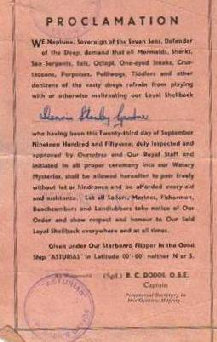 PROCLAMATION
WE Neptune, Sovereign of the Seven Seas, Defender
of the Deep, demand that all Mermaids, Sharks,
Sea Serpents, Eels, Octopi, One-eyed Snooks, Crus-
taceans, Porpoises, Pollywogs, Tiddlers and other
denizens of the nasty deeps refrain from playing
with or otherwise molesting our Loyal Shellback
Stanley
who having been this Twenty-third day of September
Nineteen Hundred and Fiftyone, duly inspected and
approved by Ourselves and Our Royal Staff and
initiated in all proper ceremony into our Watery
Mysteries, shall be allowed hereafter to pass freely
without let or hindrance and be afforded every aid
and assistance. Let all Sailors, Marines, Fishermen,
Beachcombers and Landlubbers take notice of Our
Order and show respect and honour to Our said
Loyal Shellback everywhere and at all times.
Given under Our Starboard Flipper in the Good
Ship "ASTURIAS" in Latitude 00°·00' neither N or S.
(Sgd.) B. C. DODDS, O.B.E.
Captain
Provisional Secretary to